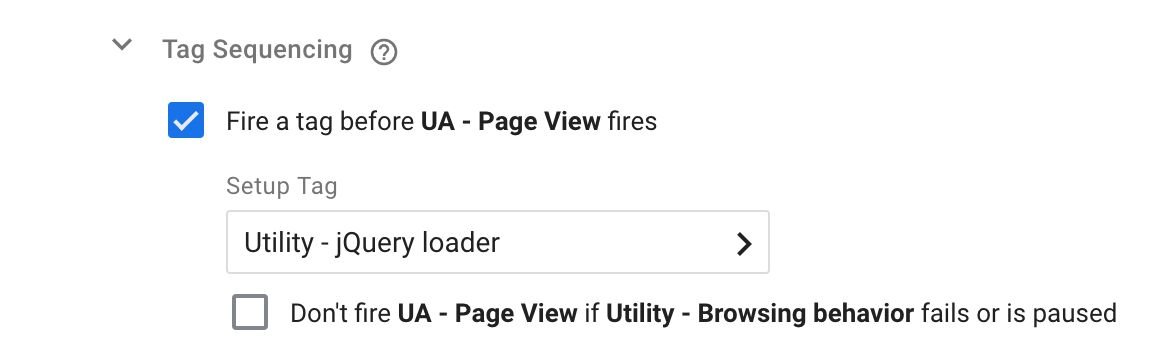 Tag Sequencing ?
Fire a tag before UA - Page View fires
Setup Tag
Utility - jQuery loader
Don't fire UA - Page View if Utility - Browsing behavior fails or is paused